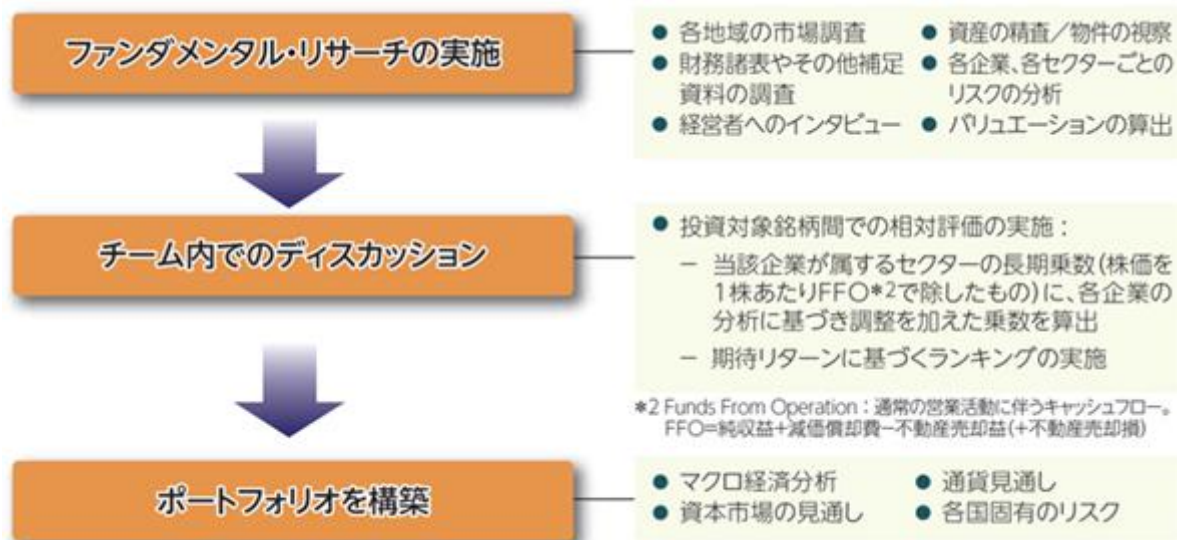 ファンダメンタル・リサーチの実施
● 各地域の市場調査
● 財務諸表やその他補足
資料の調査
● 経営者へのインタビュー
● 資産の精査／物件の視察
● 各企業、各セクターごとの
リスクの分析
● バリュエーションの算出
チーム内でのディスカッション
● 投資対象銘柄間での相対評価の実施：
－ 当該企業が属するセクターの長期乗数(株価を
1株あたりFFO*2で除したもの)に、各企業の
分析に基づき調整を加えた乗数を算出
－ 期待リターンに基づくランキングの実施
*2 Funds From Operation：通常の営業活動に伴うキャッシュフロー。
FFO=純収益+減価償却費−不動産売却益(+不動産売却損)
ポートフォリオを構築
● マクロ経済分析
● 資本市場の見通し
● 通貨見通し
● 各国固有のリスク